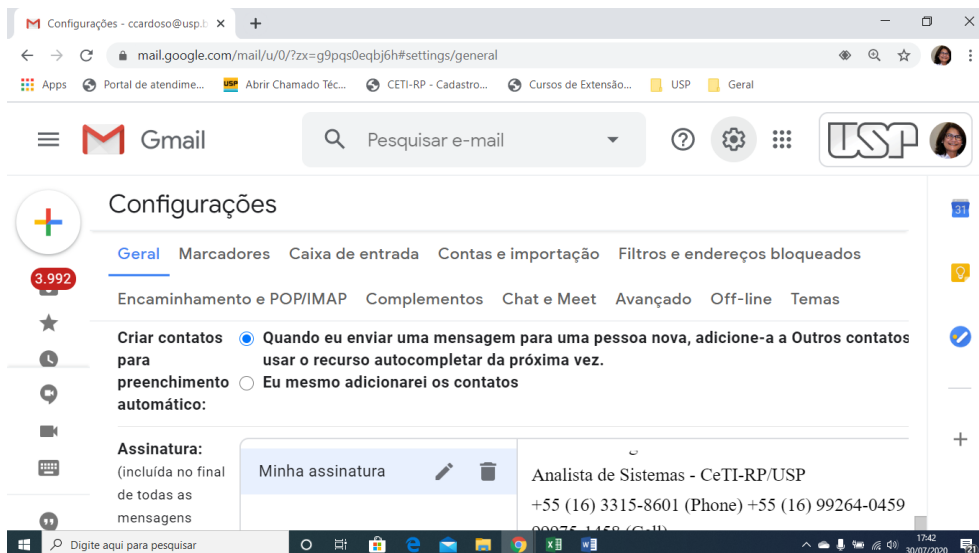 Configurações - ccardoso@usp.b
mail.google.com/mail/u/0/?zx=g9pqs0eqbj6h#settings/general
Apps Portal de atendime... USP Abrir Chamado Téc... CETI-RP - Cadastro... Cursos de Extensão... USP Geral
Gmail Pesquisar e-mail USP
Configurações
31
Geral Marcadores Caixa de entrada Contas e importação Filtros e endereços bloqueados
3.992
Encaminhamento e POP/IMAP Complementos Chat e Meet Avançado Off-line Temas
Criar contatos para preenchimento automático:
Quando eu enviar uma mensagem para uma pessoa nova, adicione-a a Outros contatos
usar o recurso autocompletar da próxima vez.
Eu mesmo adicionarei os contatos
Assinatura:
(incluída no final
de todas as
mensagens
Minha assinatura
Analista de Sistemas - CeTI-RP/USP
+55 (16) 3315-8601 (Phone) +55 (16) 99264-0459
Digite aqui para pesquisar
17:42
30/07/2020